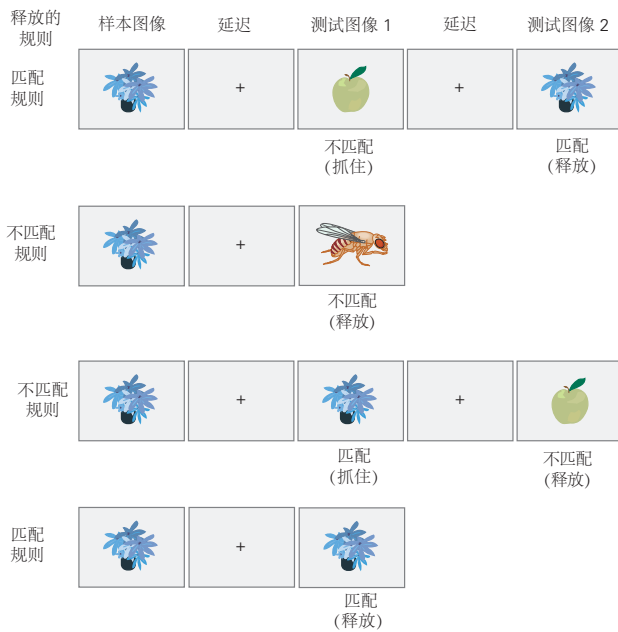 释放的
规则
样本图像
延迟
测试图像 1
延迟
测试图像 2
匹配
规则
+
+
不匹配
(抓住)
匹配
(释放)
不匹配
规则
+
不匹配
(释放)
不匹配
规则
+
+
匹配
(抓住)
不匹配
(释放)
匹配
规则
+
匹配
(释放)